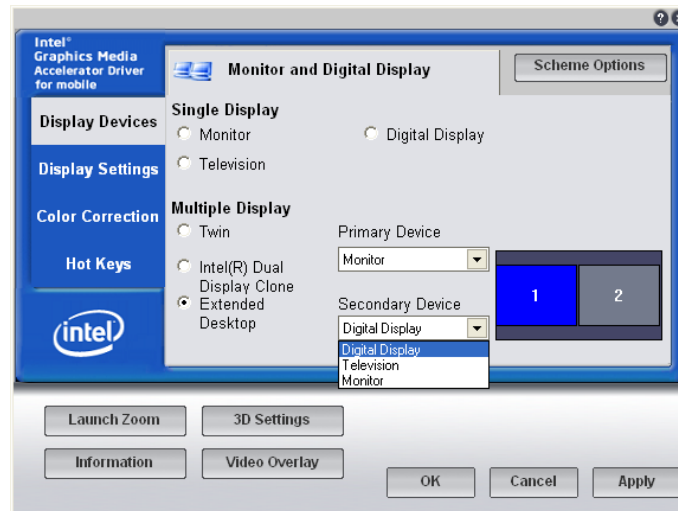 Intel®
Graphics Media
Accelerator Driver
for mobile
Monitor and Digital Display
Scheme Options
Display Devices
Display Settings
Color Correction
Hot Keys
intel
Single Display
Monitor
Digital Display
Television
Multiple Display
Twin
Intel(R) Dual
Display Clone
Extended
Desktop
Primary Device
Monitor
Secondary Device
Digital Display
Digital Display
Television
Monitor
1
2
Launch Zoom
3D Settings
Information
Video Overlay
OK
Cancel
Apply